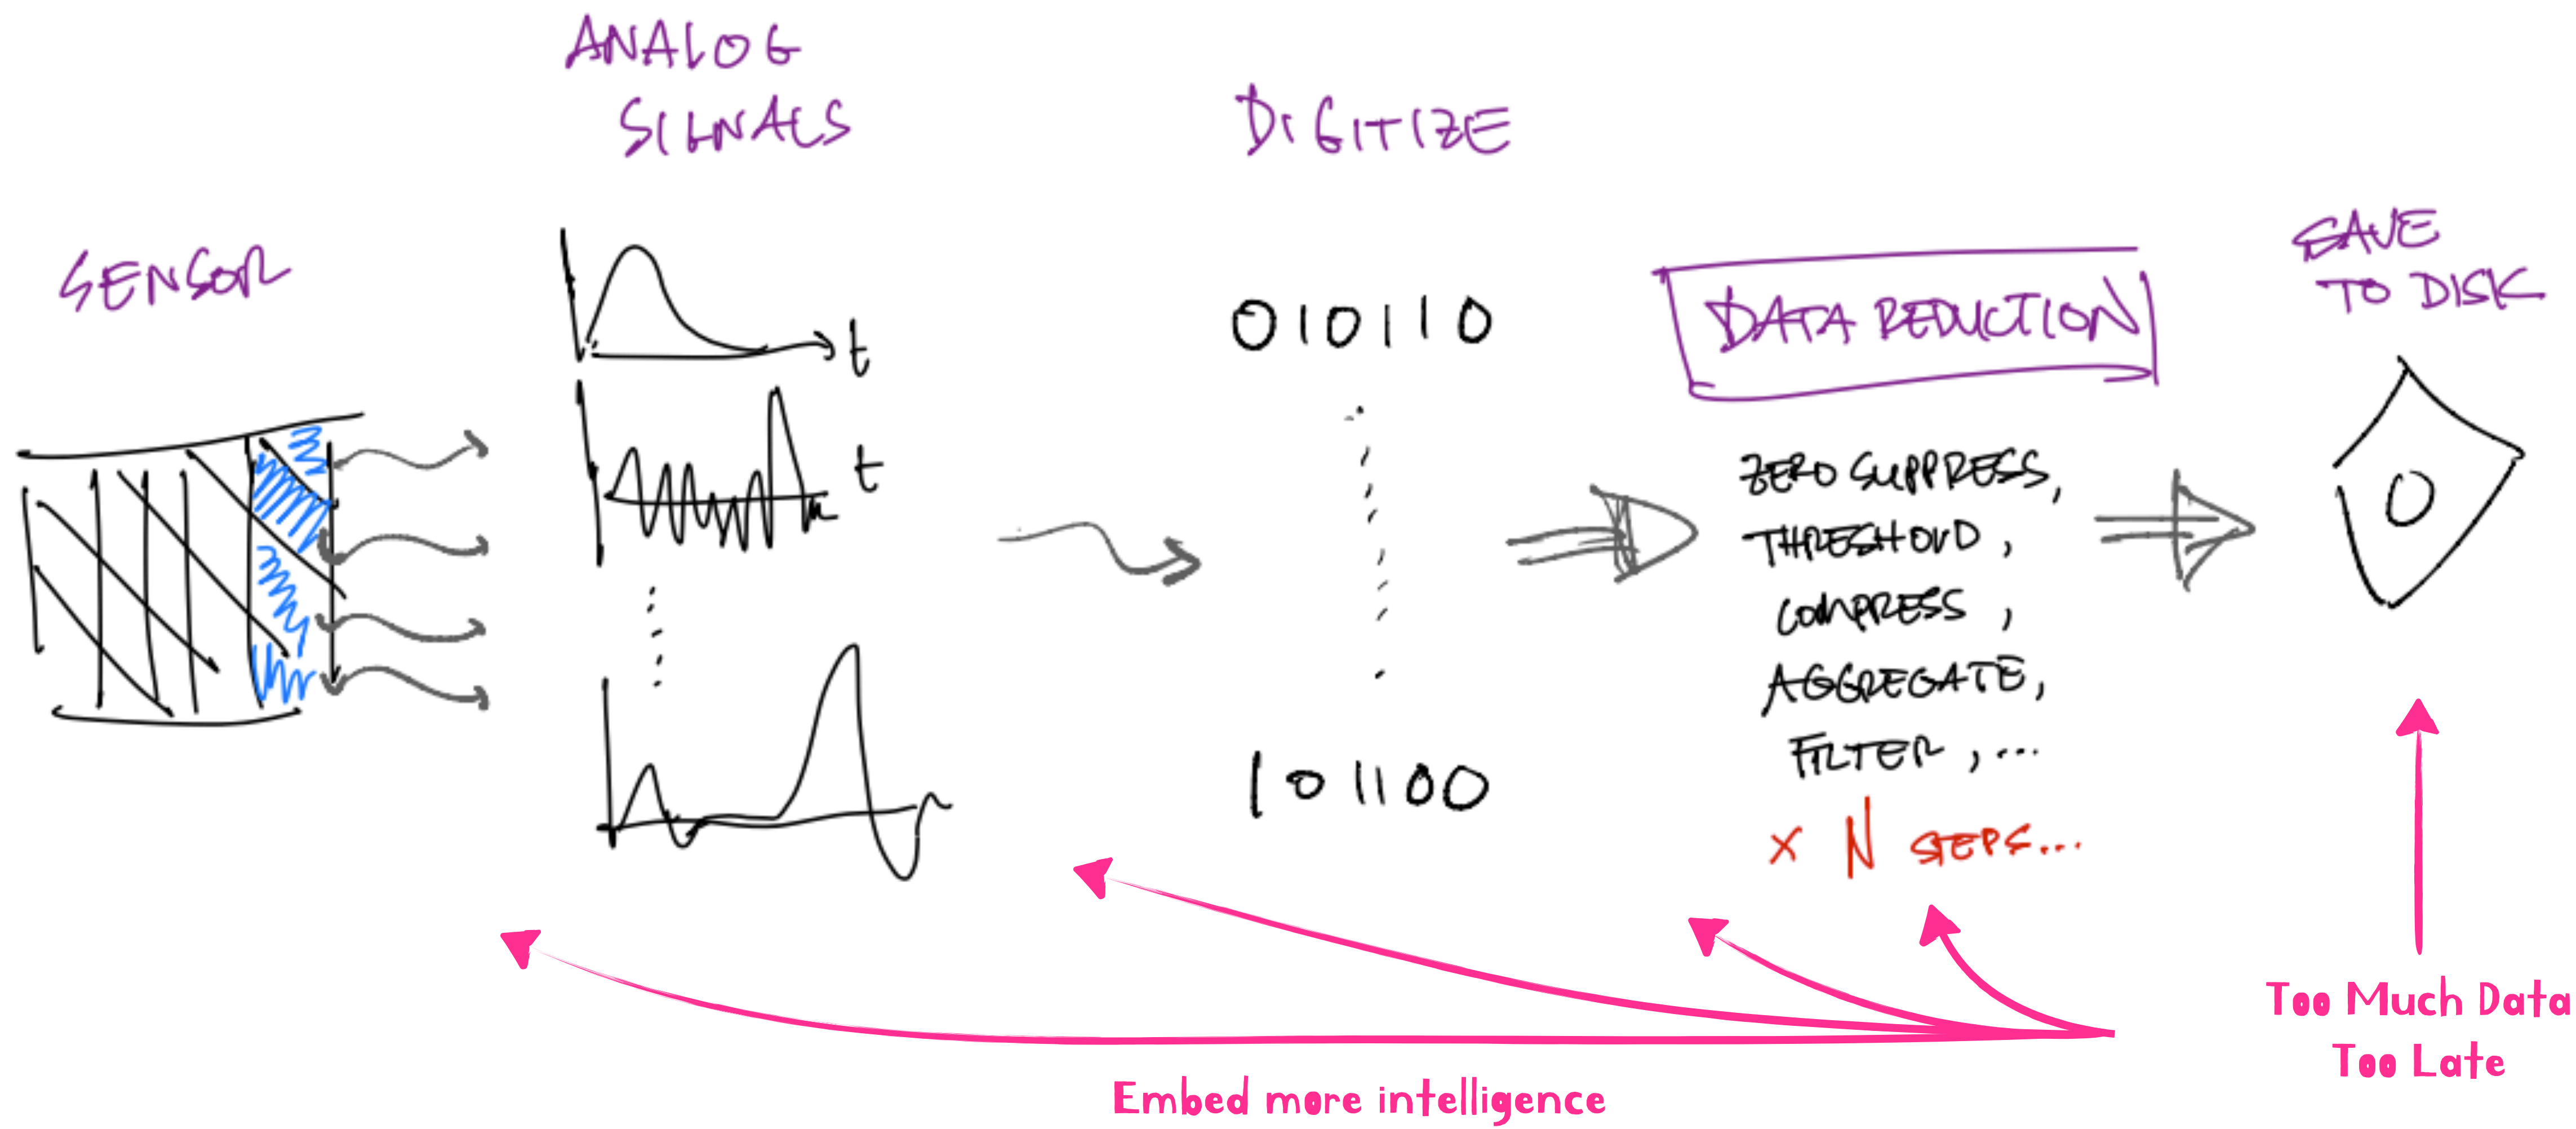 SENSOR
ANALOG
SIGNALS
t
t
DIGITIZE
010110
101100
DATA REDUCTION
ZERO SUPPRESS,
THRESHOLD,
COMPRESS,
AGGREGATE,
FILTER, ...
x N STEPS...
SAVE
TO DISK
0
Too Much Data
Too Late
Embed more intelligence